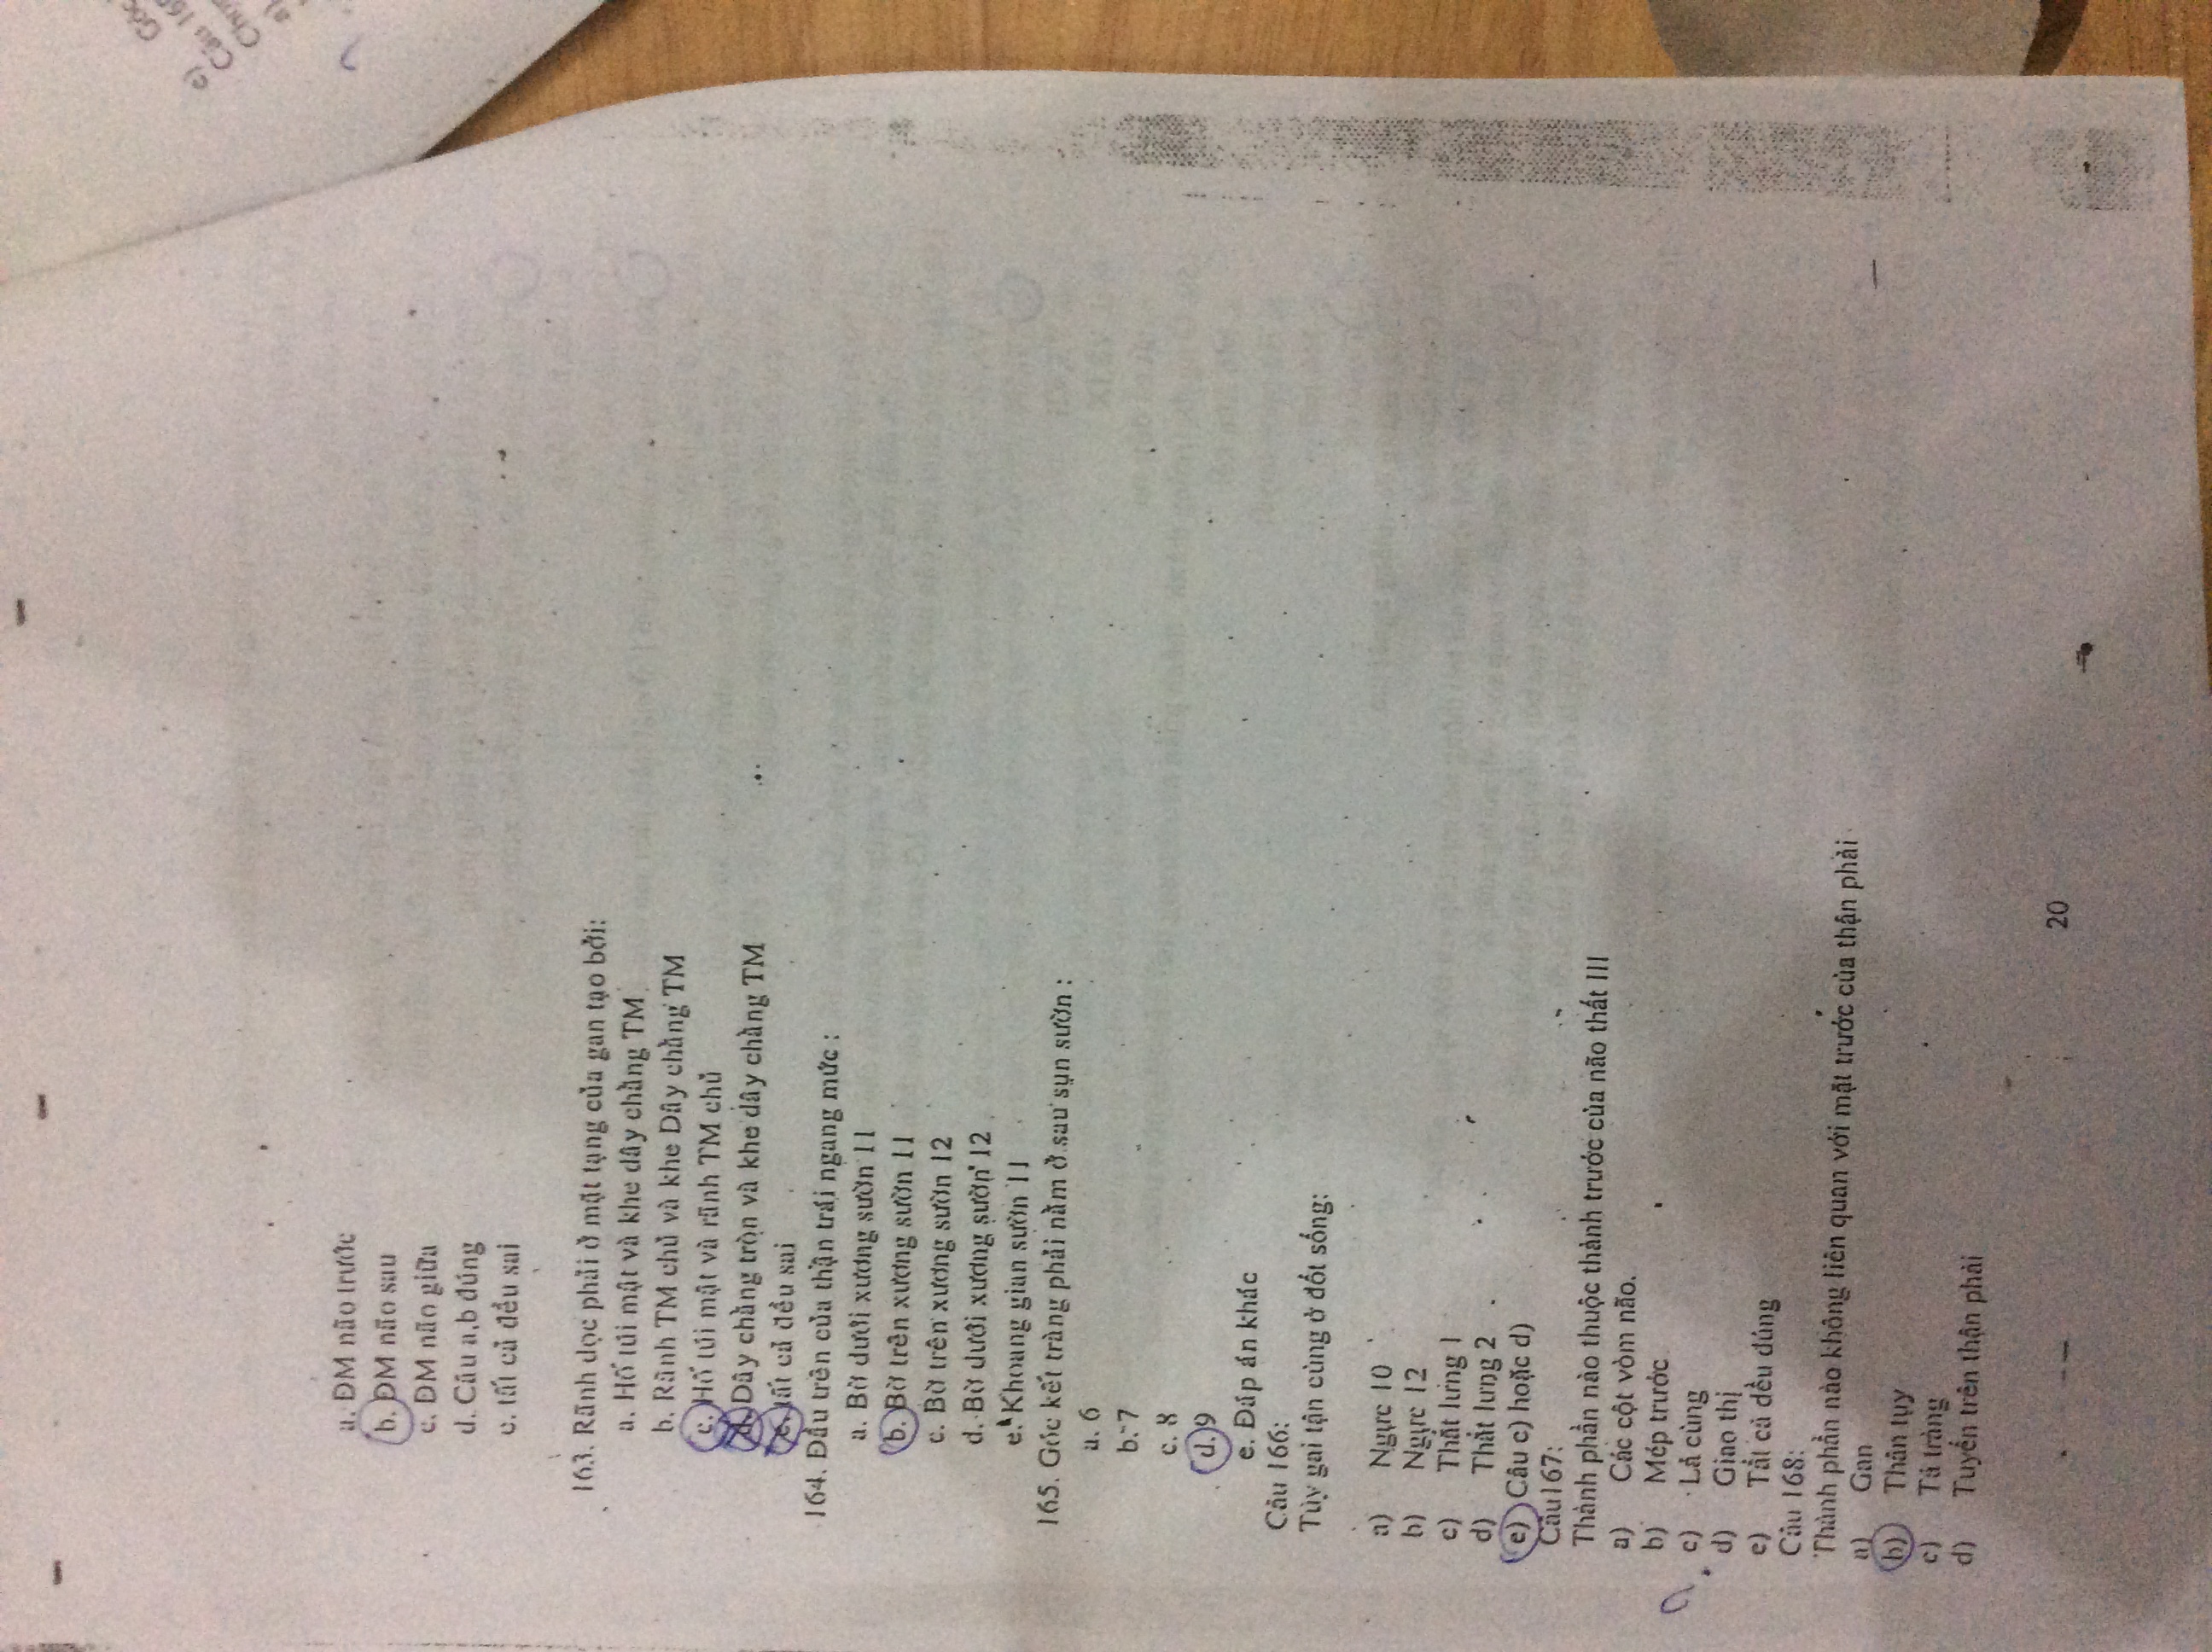 a. ĐM não trước
b. ĐM não sau
c. ĐM não giữa
d. Câu a,b đúng
e. tất cả đều sai
163. Rãnh dọc phải ở mặt tạng của gan tạo bởi:
a. Hố túi mật và khe dây chằng TM
b. Rãnh TM chủ và khe Dây chằng TM
c. Hố túi mật và rãnh TM chủ
d. Dây chằng tròn và khe dây chằng TM
e. tất cả đều sai
164. Đầu trên của thận trái ngang mức :
a. Bờ dưới xương sườn 11
b. Bờ trên xương sườn 11
c. Bờ trên xương sườn 12
d. Bờ dưới xương sườn 12
e. Khoang gian sườn 11
165. Góc kết tràng phải nằm ở sau sụn sườn :
a. 6
b. 7
c. 8
d. 9
e. Đáp án khác
Câu 166:
Tủy gai tận cùng ở đốt sống:
a) Ngực 10
b) Ngực 12
c) Thắt lưng 1
d) Thắt lưng 2
e) Câu c) hoặc d)
Câu167:
Thành phần nào thuộc thành trước của não thất III
a) Các cột vòm não.
b) Mép trước
c) Lá cùng
d) Giao thị
e) Tất cả đều đúng
Câu 168:
Thành phần nào không liên quan với mặt trước của thận phải
a) Gan
b) Thân tụy
c) Tá tràng
d) Tuyến trên thận phải
20
e)
Câu
a)